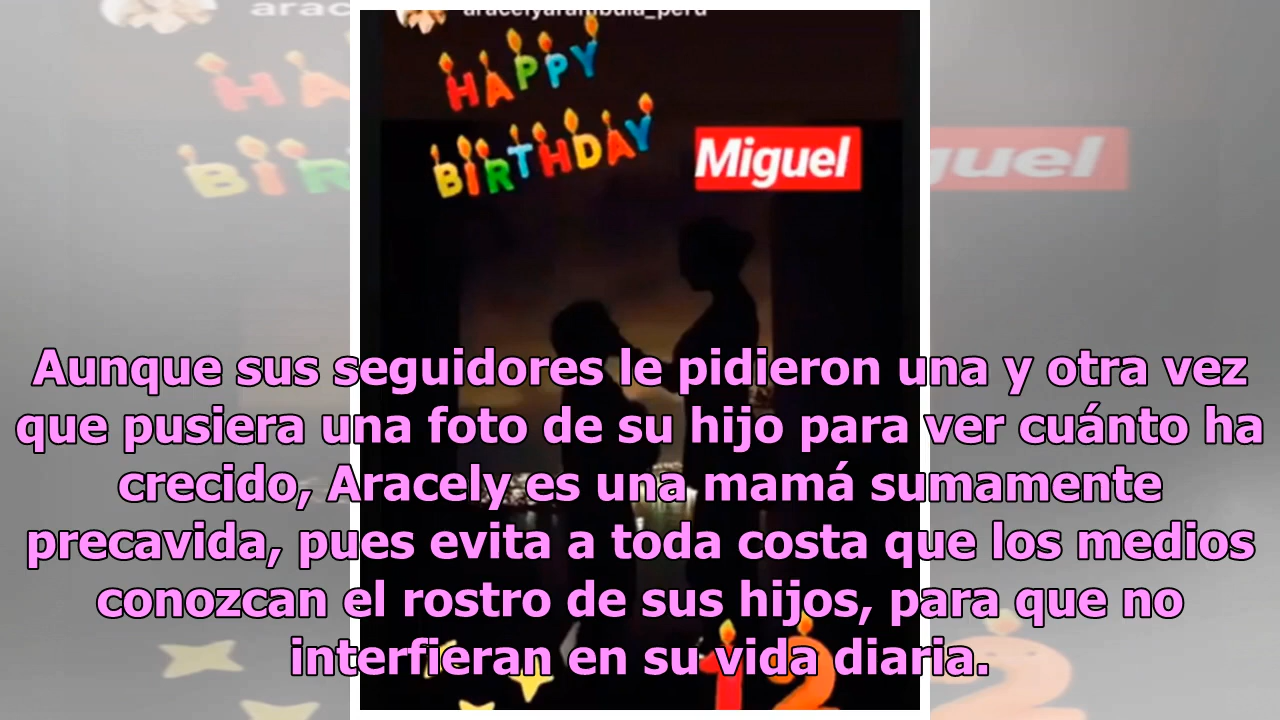 HAPPY
BIRTHDAY
Miguel
Aunque sus seguidores le pidieron una y otra vez
que pusiera una foto de su hijo para ver cuánto ha
crecido, Aracely es una mamá sumamente
precavida, pues evita a toda costa que los medios
conozcan el rostro de sus hijos, para que no
interfieran en su vida diaria.
12